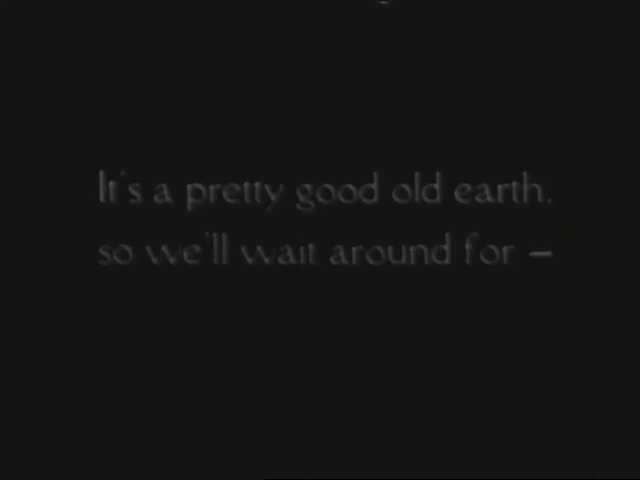 It's a pretty good old earth,
so we'll wait around for —